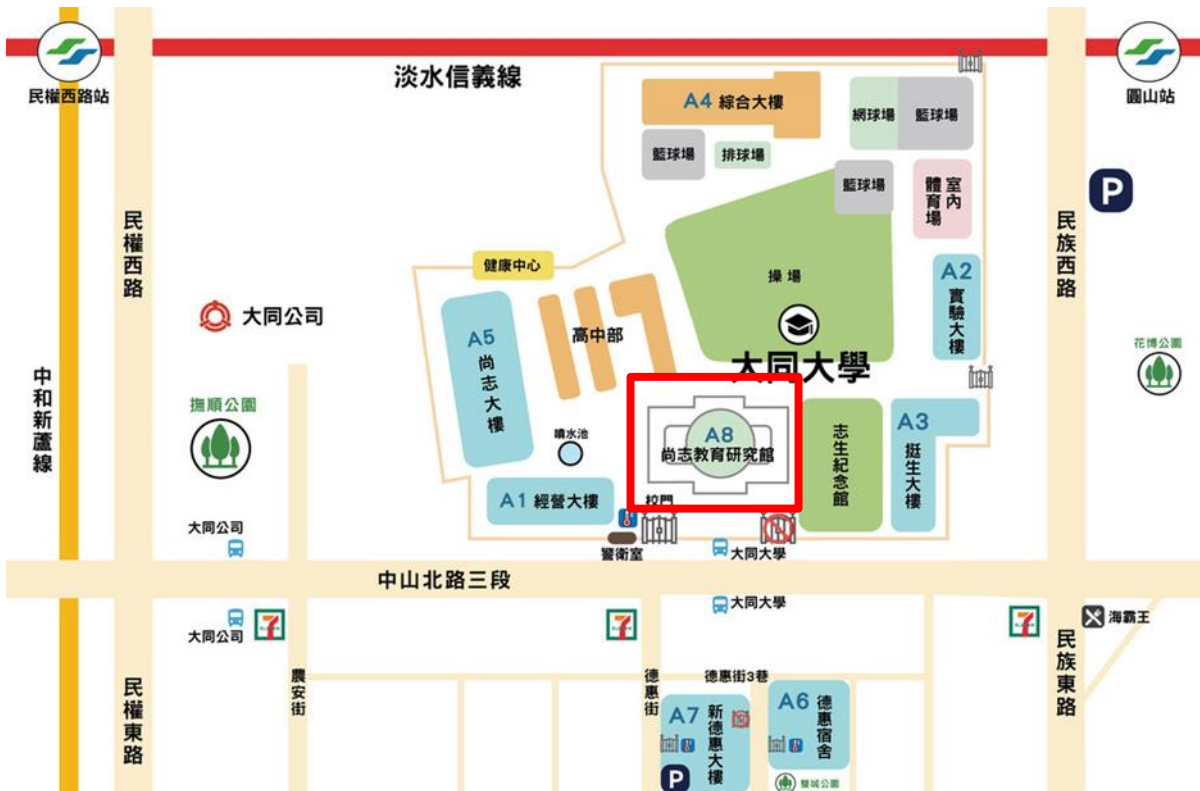 民權西路站
淡水信義線
圓山站
A4 綜合大樓
網球場
籃球場
籃球場
排球場
籃球場
室內體育場
P
民權西路
民族西路
健康中心
操場
A2 實驗大樓
大同公司
A5 尚志大樓
高中部
大同大學
花博公園
中和新蘆線
撫順公園
噴水池
A8
尚志教育研究館
志生紀念館
A3 挺生大樓
A1 經營大樓
校門
大同公司
警衛室
大同大學
中山北路三段
大同公司
7
7
大同大學
7
海霸王
民權東路
農安街
德惠街
德惠街3巷
民族東路
A7 新德惠大樓
A6 德惠宿舍
P
雙城公園